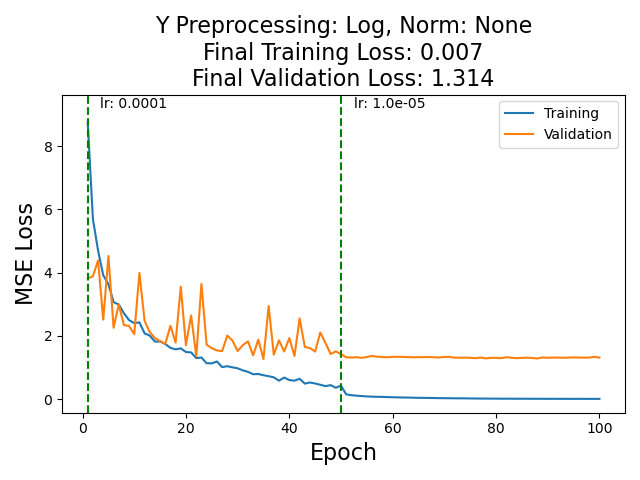 Y Preprocessing: Log, Norm: None
Final Training Loss: 0.007
Final Validation Loss: 1.314
lr: 0.0001
lr: 1.0e-05
Training
Validation
MSE Loss
8
6
4
2
0
0 20 40 60 80 100
Epoch